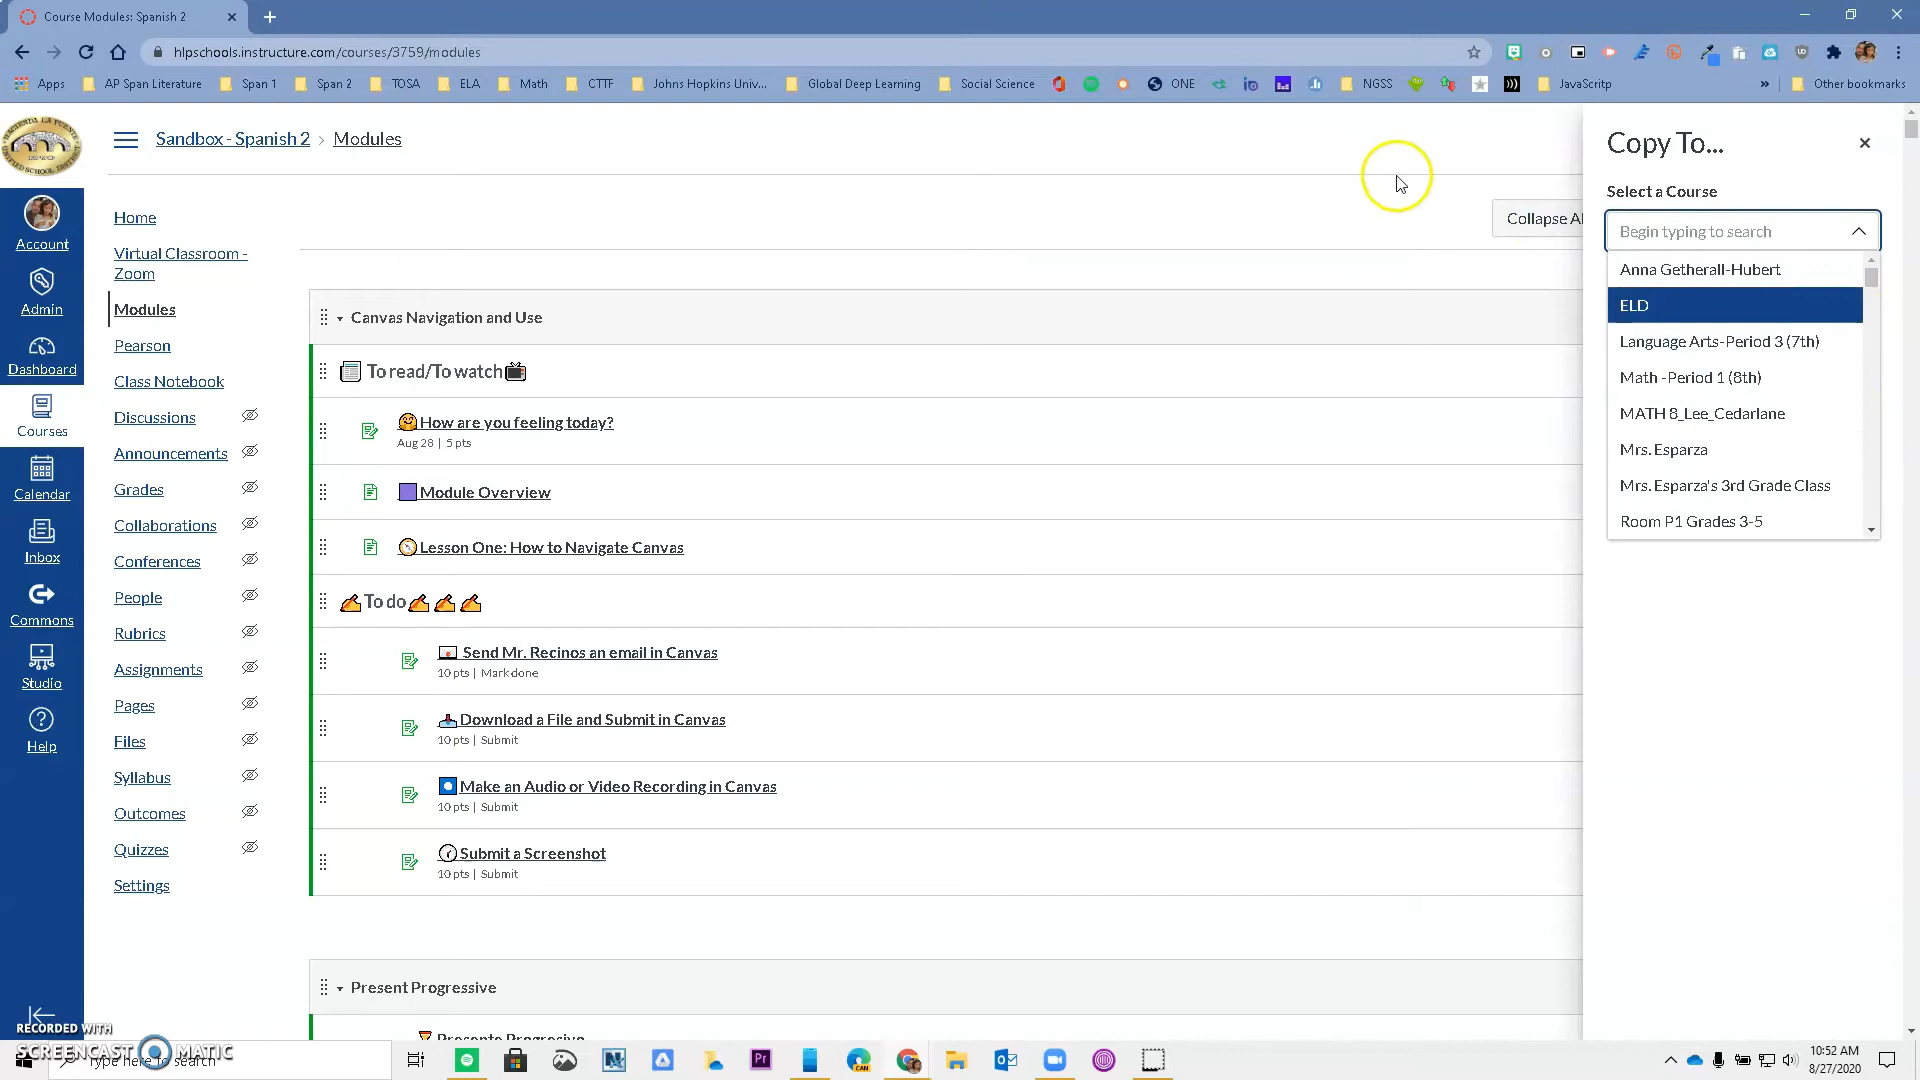 Course Modules: Spanish 2
hlpschools.instructure.com/courses/3759/modules
Apps
AP Span Literature
Span 1
Span 2
TOSA
ELA
Math
CTTF
Johns Hopkins Univ...
Global Deep Learning
Social Science
ONE
NGSS
JavaScritp
»
Other bookmarks
Sandbox - Spanish 2 › Modules
Account
Admin
Dashboard
Courses
Calendar
Inbox
Commons
Studio
Help
Home
Virtual Classroom -
Zoom
Modules
Pearson
Class Notebook
Discussions
Announcements
Grades
Collaborations
Conferences
People
Rubrics
Assignments
Pages
Files
Syllabus
Outcomes
Quizzes
Settings
Collapse Al
Canvas Navigation and Use
To read/To watch
How are you feeling today?
Aug 28 | 5 pts
Module Overview
Lesson One: How to Navigate Canvas
To do
Send Mr. Recinos an email in Canvas
10 pts | Mark done
Download a File and Submit in Canvas
10 pts | Submit
Make an Audio or Video Recording in Canvas
10 pts | Submit
Submit a Screenshot
10 pts | Submit
Present Progressive
Presente Progresive
Copy To...
Select a Course
Begin typing to search
Anna Getherall-Hubert
ELD
Language Arts-Period 3 (7th)
Math -Period 1 (8th)
MATH 8_Lee_Cedarlane
Mrs. Esparza
Mrs. Esparza's 3rd Grade Class
Room P1 Grades 3-5
RECORDED WITH
SCREENCAST MATIC
Type here to search
Pr
CAN
10:52 AM
8/27/2020